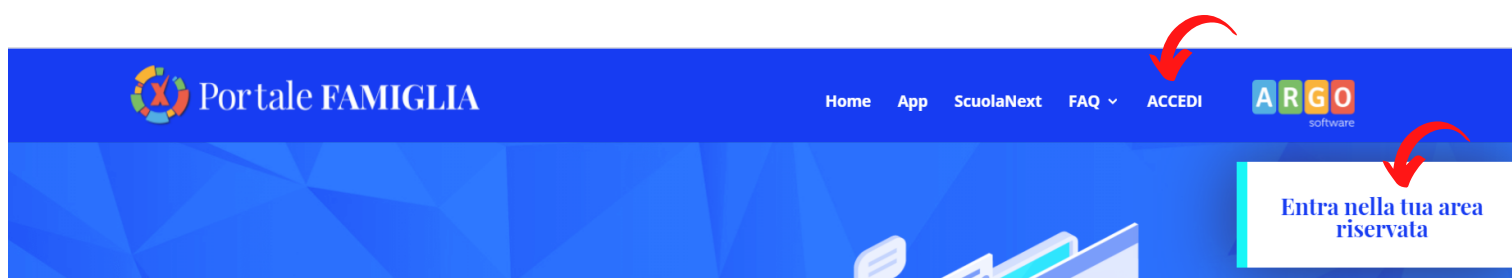 X Portale FAMIGLIA
Home App ScuolaNext FAQ ACCEDI
ARGO
software
Entra nella tua area
riservata